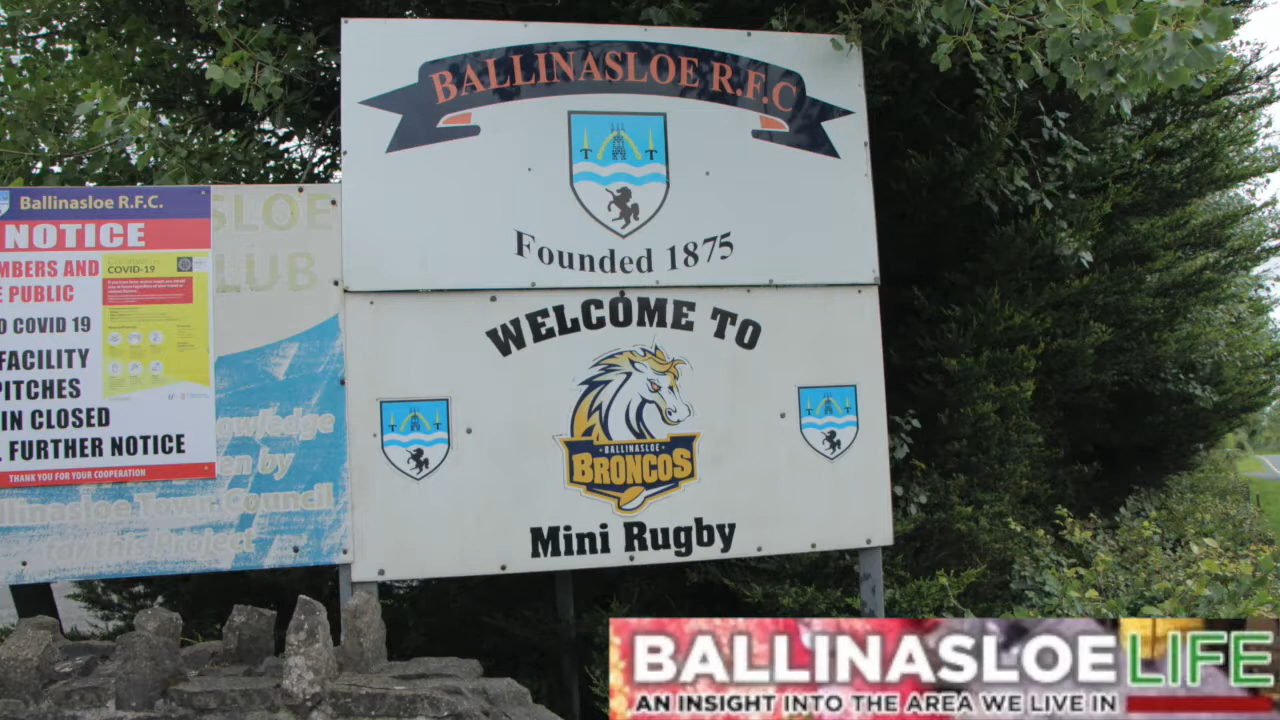 BALLINASLOE R.F.C
Founded 1875
WELCOME TO
BALLINASLOE
BRONCOS
Mini Rugby
Ballinasloe R.F.C.
NOTICE
MBERS AND
E PUBLIC
COVID 19
FACILITY
PITCHES
IN CLOSED
FURTHER NOTICE
THANK YOU FOR YOUR COOPERATION
COVID-19
SLOE
LUB
owledge
en by
llinasloe Town Council
for this Project
BALLINASLOE LIFE
AN INSIGHT INTO THE AREA WE LIVE IN